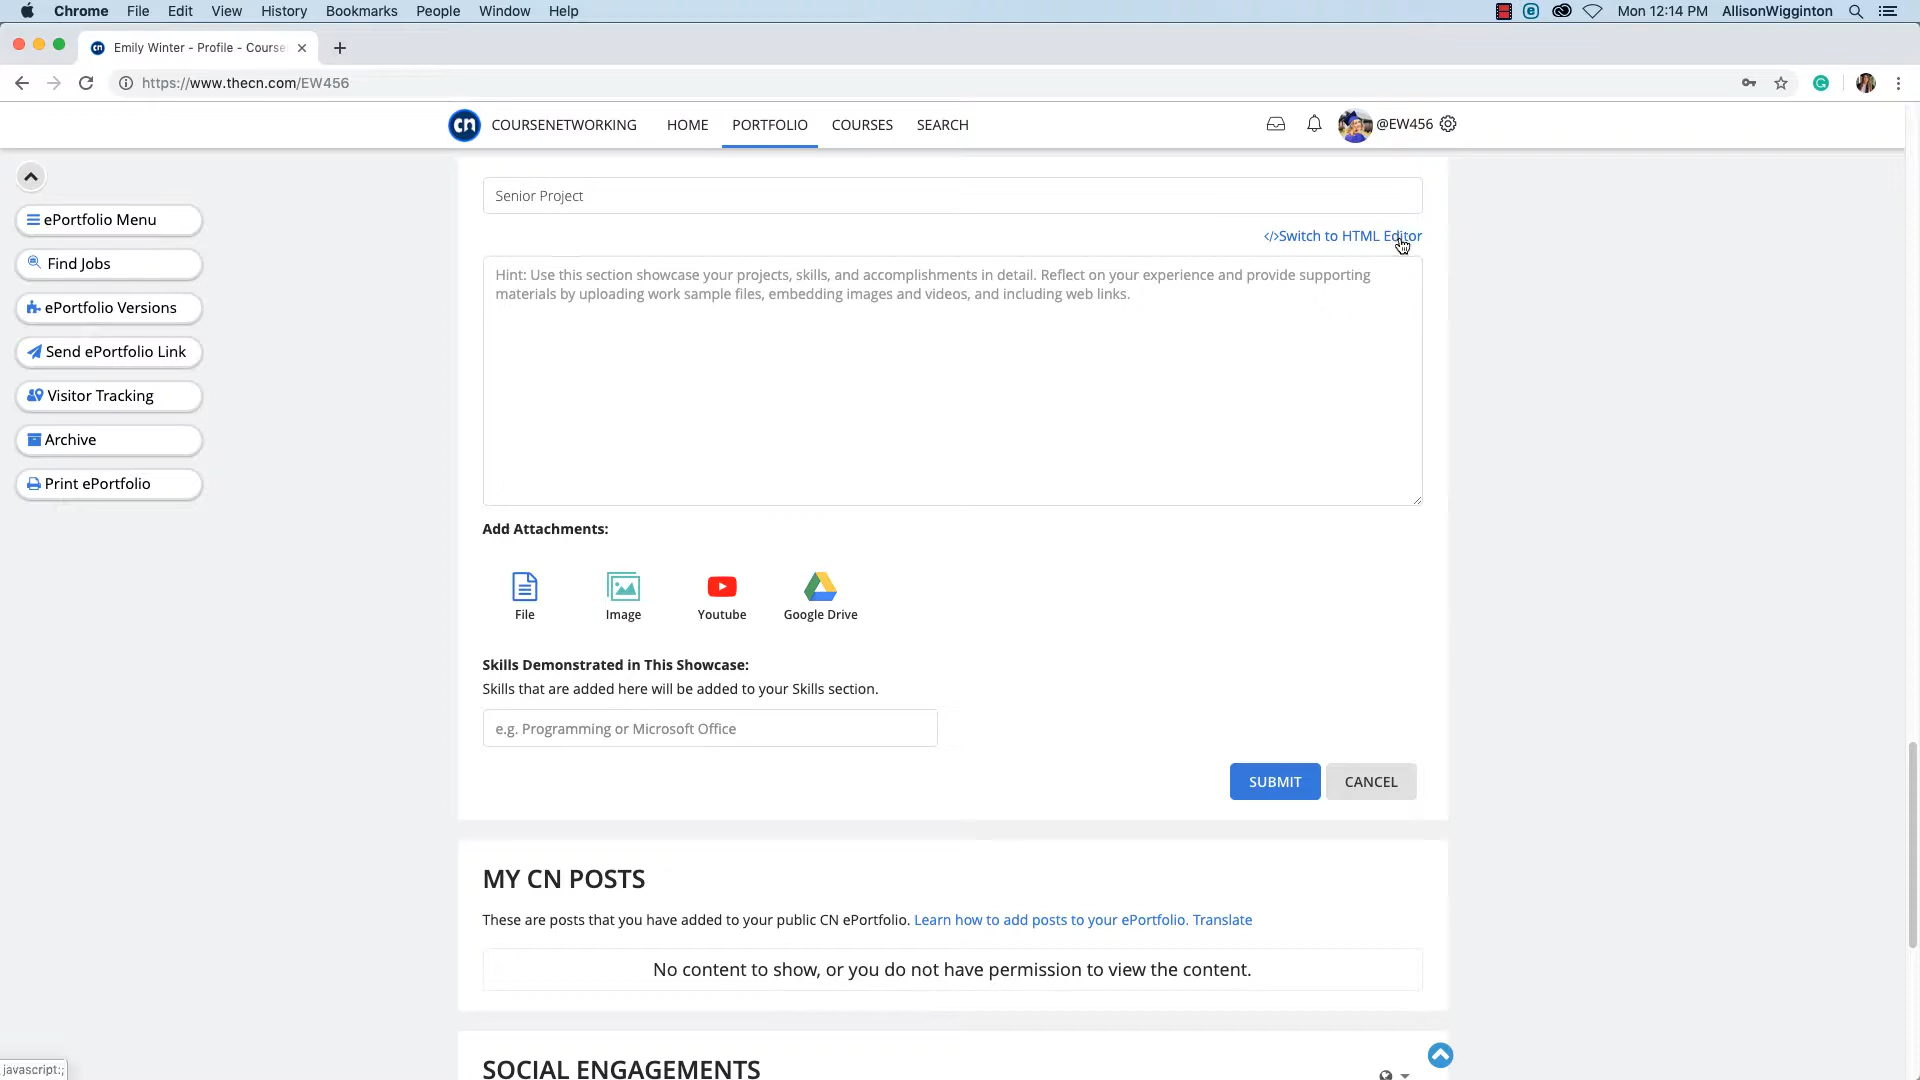 Chrome File Edit View History Bookmarks People Window Help Mon 12:14 PM AllisonWigginton
Emily Winter - Profile - Course
https://www.thecn.com/EW456
cn COURSENETWORKING HOME PORTFOLIO COURSES SEARCH @EW456
ePortfolio Menu
Find Jobs
ePortfolio Versions
Send ePortfolio Link
Visitor Tracking
Archive
Print ePortfolio
Senior Project
</>Switch to HTML Editor
Hint: Use this section showcase your projects, skills, and accomplishments in detail. Reflect on your experience and provide supporting
materials by uploading work sample files, embedding images and videos, and including web links.
Add Attachments:
File Image Youtube Google Drive
Skills Demonstrated in This Showcase:
Skills that are added here will be added to your Skills section.
e.g. Programming or Microsoft Office
SUBMIT CANCEL
MY CN POSTS
These are posts that you have added to your public CN ePortfolio. Learn how to add posts to your ePortfolio. Translate
No content to show, or you do not have permission to view the content.
SOCIAL ENGAGEMENTS
javascript:;